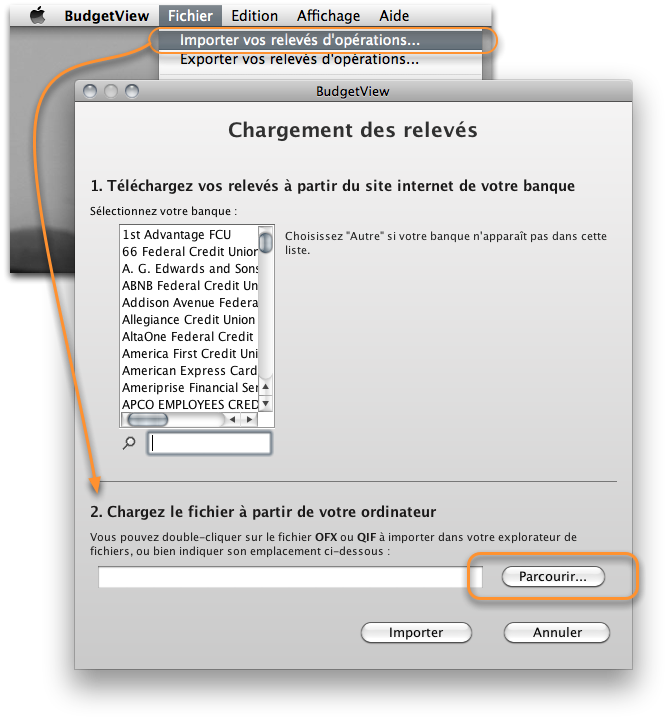 BudgetView Fichier Edition Affichage Aide
Importer vos relevés d'opérations...
Exporter vos relevés d'opérations...
BudgetView
Chargement des relevés
1. Téléchargez vos relevés à partir du site internet de votre banque
Sélectionnez votre banque :
1st Advantage FCU
66 Federal Credit Union
A. G. Edwards and Sons
ABNB Federal Credit Un
Addison Avenue Federa
Allegiance Credit Union
AltaOne Federal Credit
America First Credit Uni
American Express Card
Ameriprise Financial Ser
APCO EMPLOYEES CRED
Choisissez "Autre" si votre banque n'apparaît pas dans cette
liste.
2. Chargez le fichier à partir de votre ordinateur
Vous pouvez double-cliquer sur le fichier OFX ou QIF à importer dans votre explorateur de
fichiers, ou bien indiquer son emplacement ci-dessous :
Parcourir...
Importer
Annuler